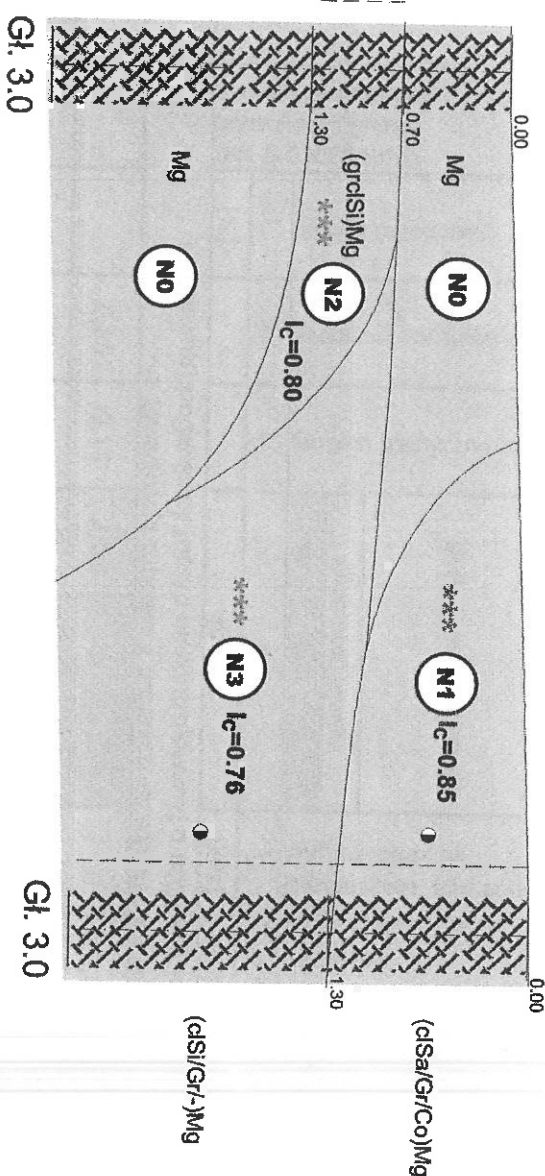 0.00
0.00
Mg
N0
N1 Ic=0.85
(clSa/Gr/Co)Mg
0.70
(grclSi)Mg
***
***
N2
Ic=0.80
1.30
1.30
Mg
N0
***
N3 Ic=0.76
(clSi/Gr/-)Mg
Gł. 3.0
Gł. 3.0